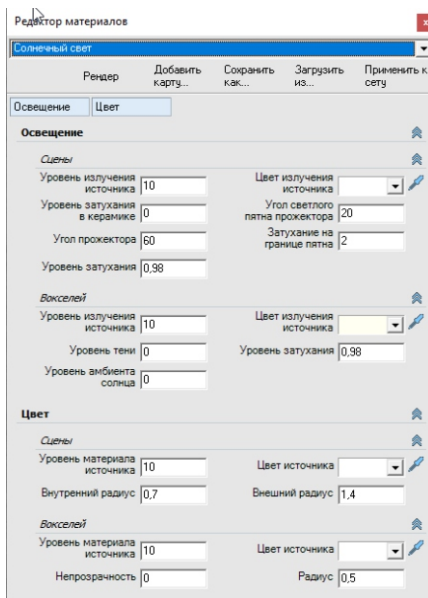 Редактор материалов
x
Солнечный свет
Рендер Добавить карту... Сохранить как... Загрузить из... Применить к сету
Освещение Цвет
Освещение
Сцены
Уровень излучения источника 10 Цвет излучения источника
Уровень затухания в керамике 0 Угол светлого пятна прожектора 20
Угол прожектора 60 Затухание на границе пятна 2
Уровень затухания 0,98
Вокселей
Уровень излучения источника 10 Цвет излучения источника
Уровень тени 0 Уровень затухания 0,98
Уровень амбиента солнца 0
Цвет
Сцены
Уровень материала источника 10 Цвет источника
Внутренний радиус 0,7 Внешний радиус 1,4
Вокселей
Уровень материала источника 10 Цвет источника
Непрозрачность 0 Радиус 0,5